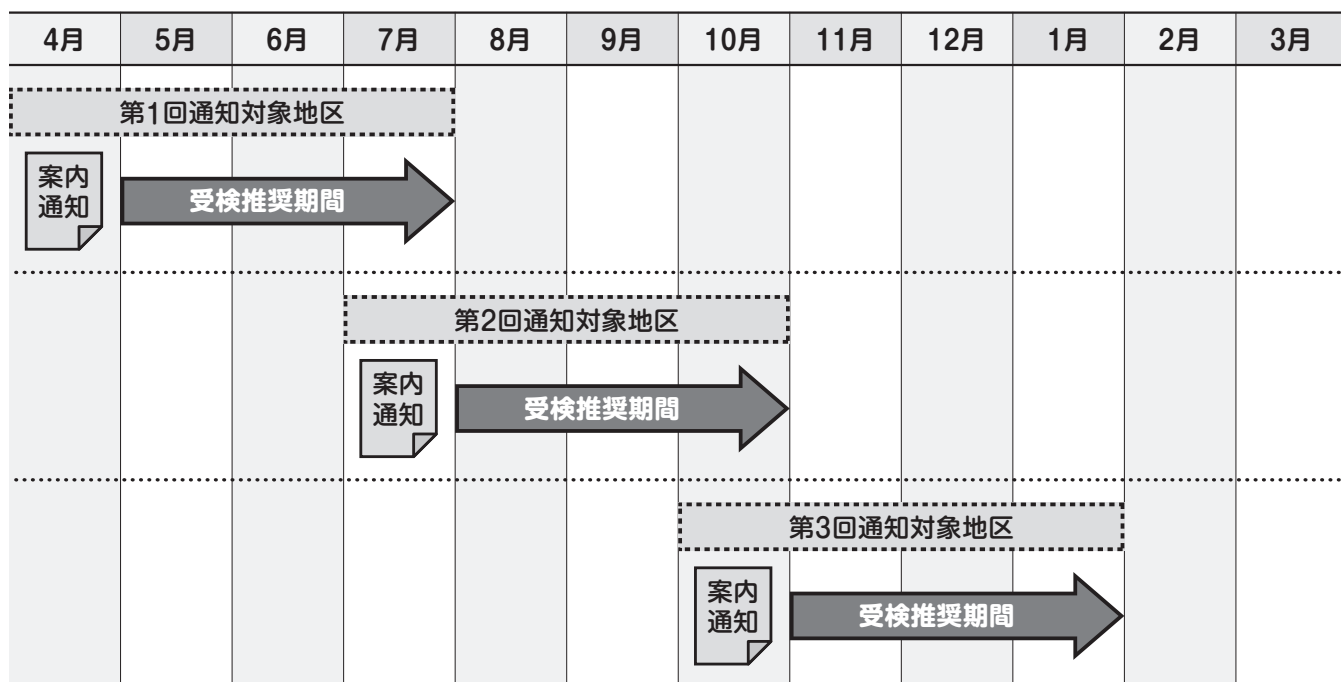 4月 5月 6月 7月 8月 9月 10月 11月 12月 1月 2月 3月
第1回通知対象地区
案内
通知
受検推奨期間
第2回通知対象地区
案内
通知
受検推奨期間
第3回通知対象地区
案内
通知
受検推奨期間